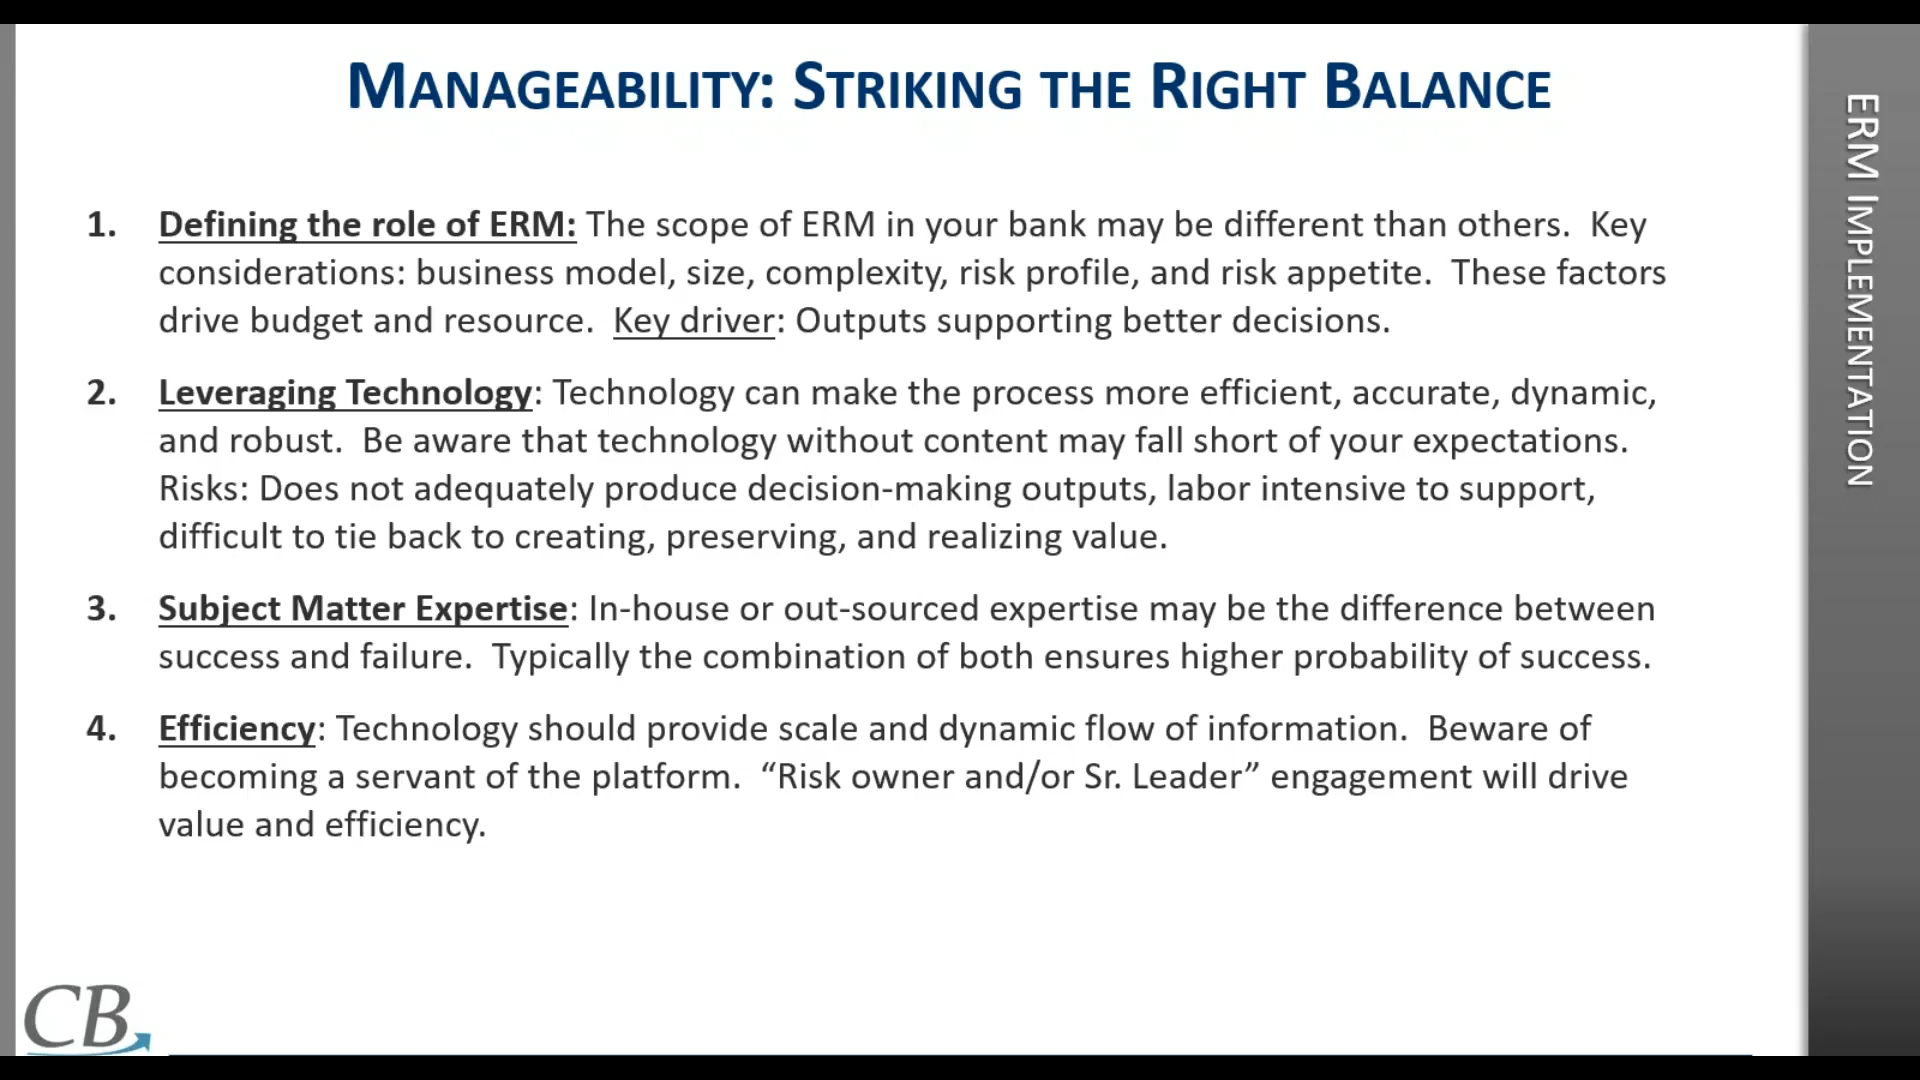 MANAGEABILITY: STRIKING THE RIGHT BALANCE
1. Defining the role of ERM: The scope of ERM in your bank may be different than others. Key
considerations: business model, size, complexity, risk profile, and risk appetite. These factors
drive budget and resource. Key driver: Outputs supporting better decisions.
2. Leveraging Technology: Technology can make the process more efficient, accurate, dynamic,
and robust. Be aware that technology without content may fall short of your expectations.
Risks: Does not adequately produce decision-making outputs, labor intensive to support,
difficult to tie back to creating, preserving, and realizing value.
3. Subject Matter Expertise: In-house or out-sourced expertise may be the difference between
success and failure. Typically the combination of both ensures higher probability of success.
4. Efficiency: Technology should provide scale and dynamic flow of information. Beware of
becoming a servant of the platform. “Risk owner and/or Sr. Leader” engagement will drive
value and efficiency.
ERM IMPLEMENTATION
CB